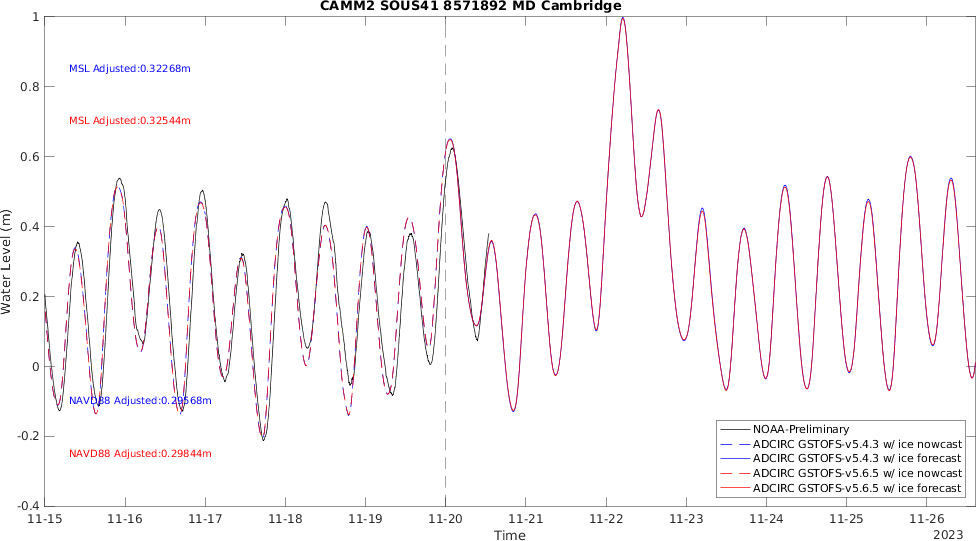 CAMM2 SOUS41 8571892 MD Cambridge
1
0.8
0.6
0.4
0.2
0
-0.2
-0.4
Water Level (m)
MSL Adjusted:0.32268m
MSL Adjusted:0.32544m
NAVD88 Adjusted:0.29568m
NAVD88 Adjusted:0.29844m
NOAA-Preliminary
ADCIRC GSTOFS-v5.4.3 w/ ice nowcast
ADCIRC GSTOFS-v5.4.3 w/ ice forecast
ADCIRC GSTOFS-v5.6.5 w/ ice nowcast
ADCIRC GSTOFS-v5.6.5 w/ ice forecast
11-15 11-16 11-17 11-18 11-19 11-20 11-21 11-22 11-23 11-24 11-25 11-26
Time
2023